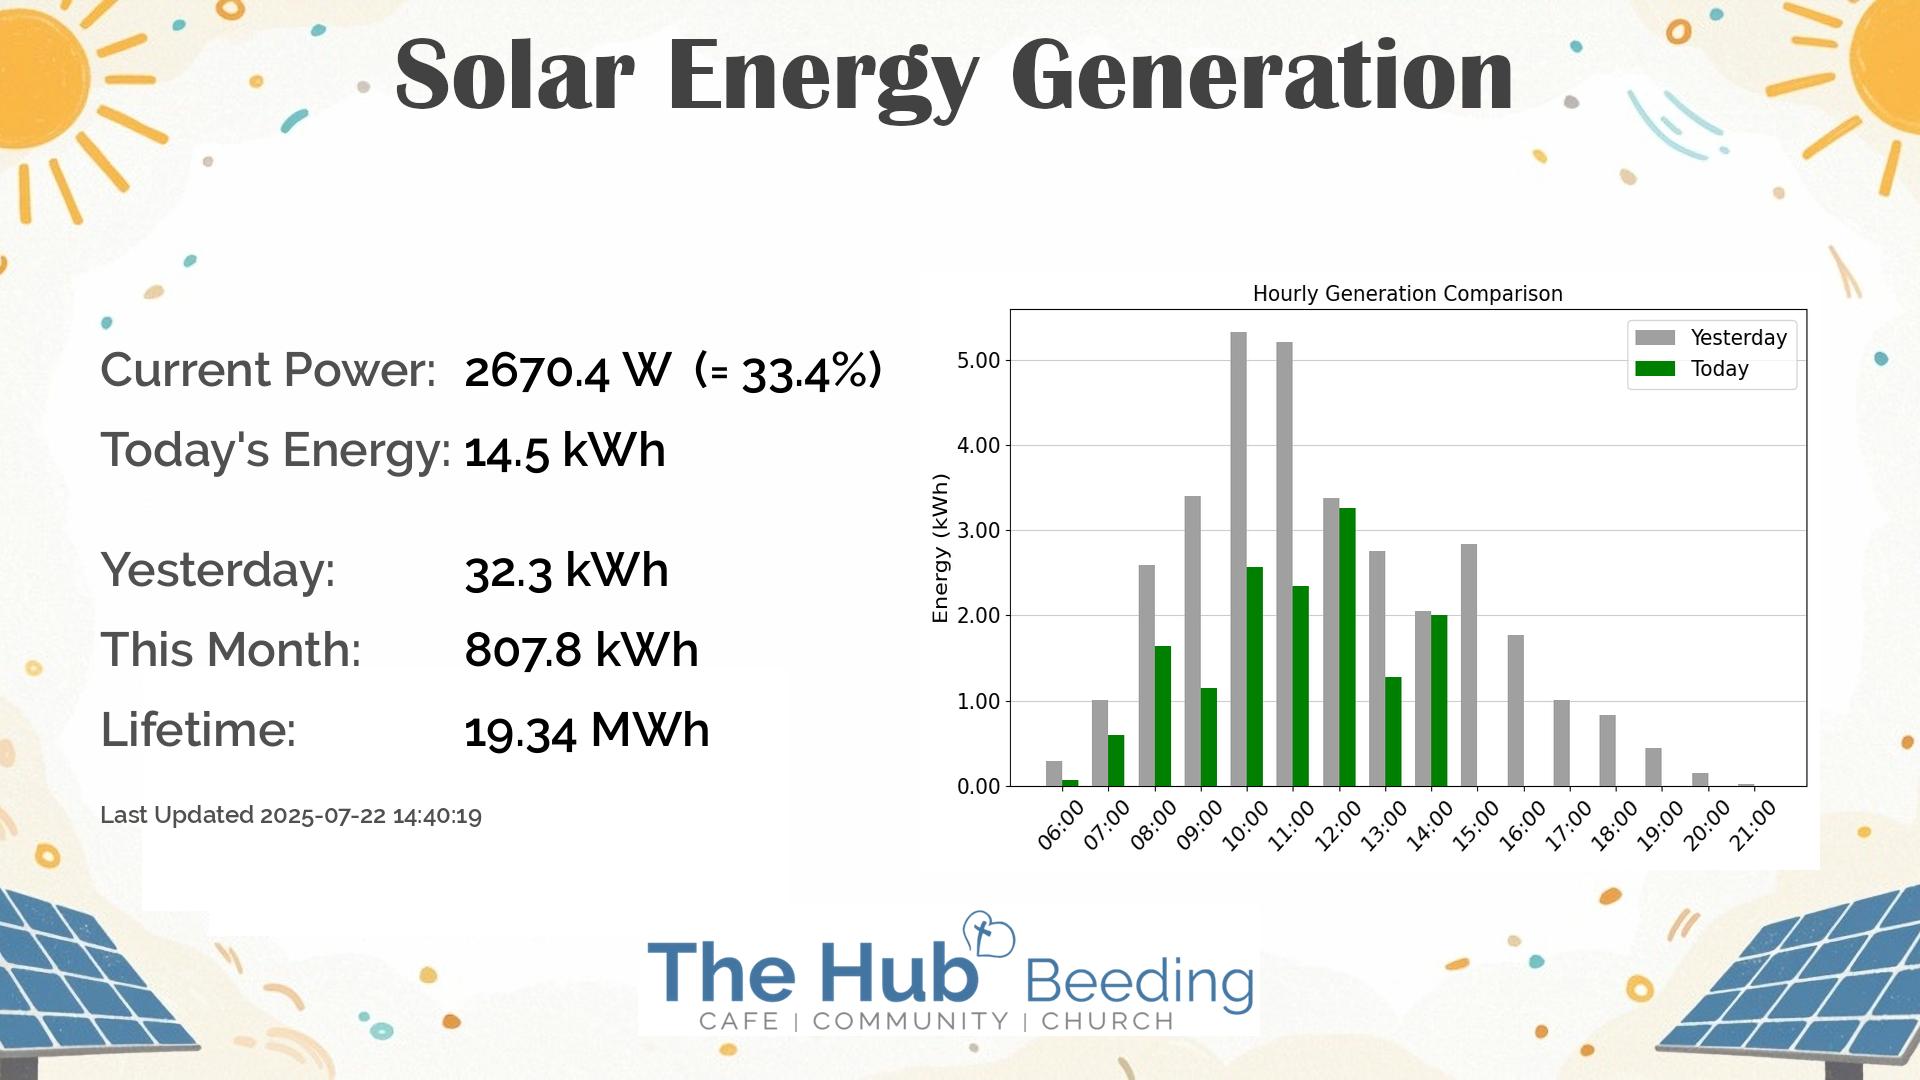 Solar Energy Generation
Current Power: 2670.4 W (= 33.4%)
Today's Energy: 14.5 kWh
Yesterday: 32.3 kWh
This Month: 807.8 kWh
Lifetime: 19.34 MWh
Last Updated 2025-07-22 14:40:19
Hourly Generation Comparison
Yesterday
Today
Energy (kWh)
5.00
4.00
3.00
2.00
1.00
0.00
06:00 07:00 08:00 09:00 10:00 11:00 12:00 13:00 14:00 15:00 16:00 17:00 18:00 19:00 20:00 21:00
The Hub Beeding
CAFE | COMMUNITY | CHURCH